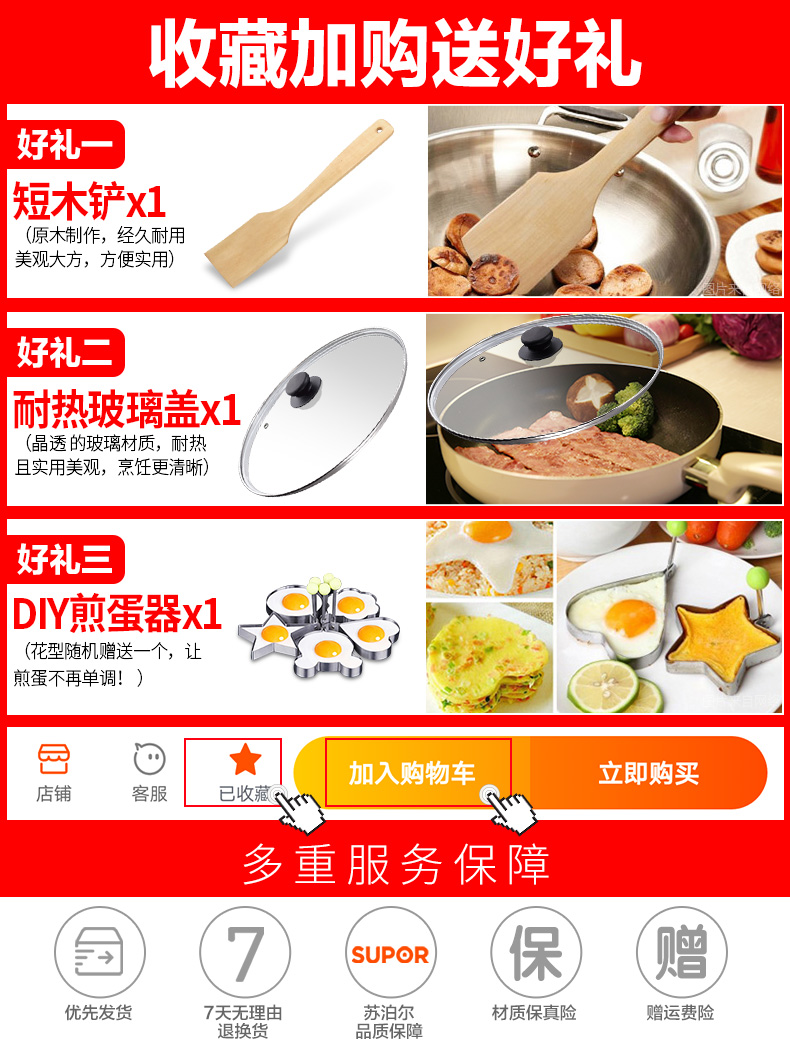 收藏加购送好礼
好礼一
短木铲x1
（原木制作，经久耐用
美观大方，方便实用）
好礼二
耐热玻璃盖x1
（晶透的玻璃材质，耐热
且实用美观，烹饪更清晰）
好礼三
DIY煎蛋器x1
（花型随机赠送一个，让
煎蛋不再单调！）
店铺
客服
已收藏
加入购物车
立即购买
多重服务保障
7
SUPOR
保
赠
优先发货
7天无理由
退换货
苏泊尔
品质保障
材质保真险
赠运费险